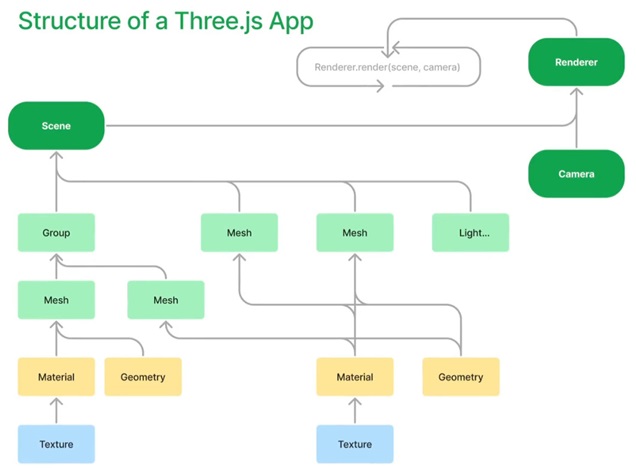 Structure of a Three.js App
Renderer.render(scene, camera)
Renderer
Scene
Camera
Group
Mesh
Mesh
Light...
Mesh
Mesh
Material
Geometry
Material
Geometry
Texture
Texture